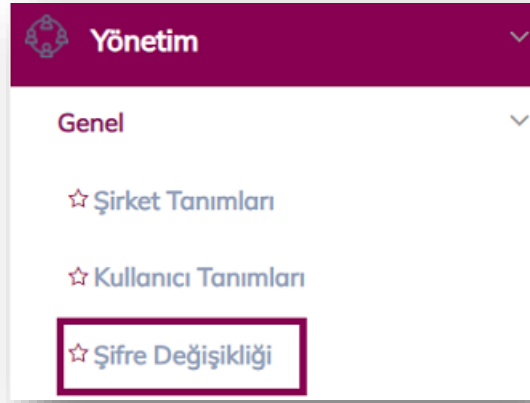 Yönetim
Genel
Şirket Tanımları
Kullanıcı Tanımları
Şifre Değişikliği